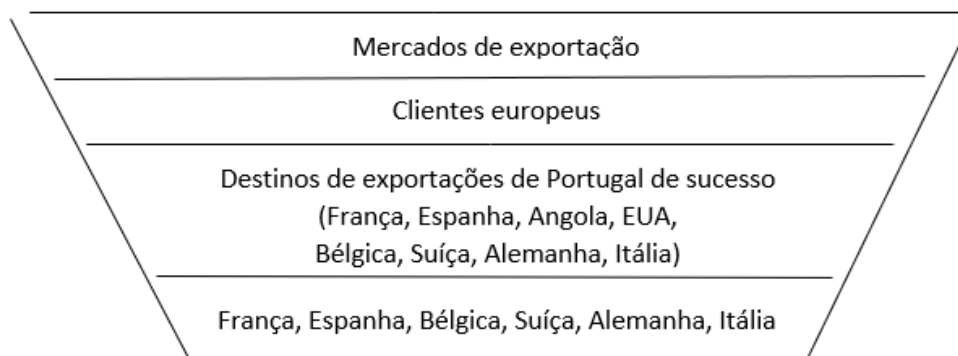 Mercados de exportação
Clientes europeus
Destinos de exportações de Portugal de sucesso
(França, Espanha, Angola, EUA,
Bélgica, Suíça, Alemanha, Itália)
França, Espanha, Bélgica, Suíça, Alemanha, Itália